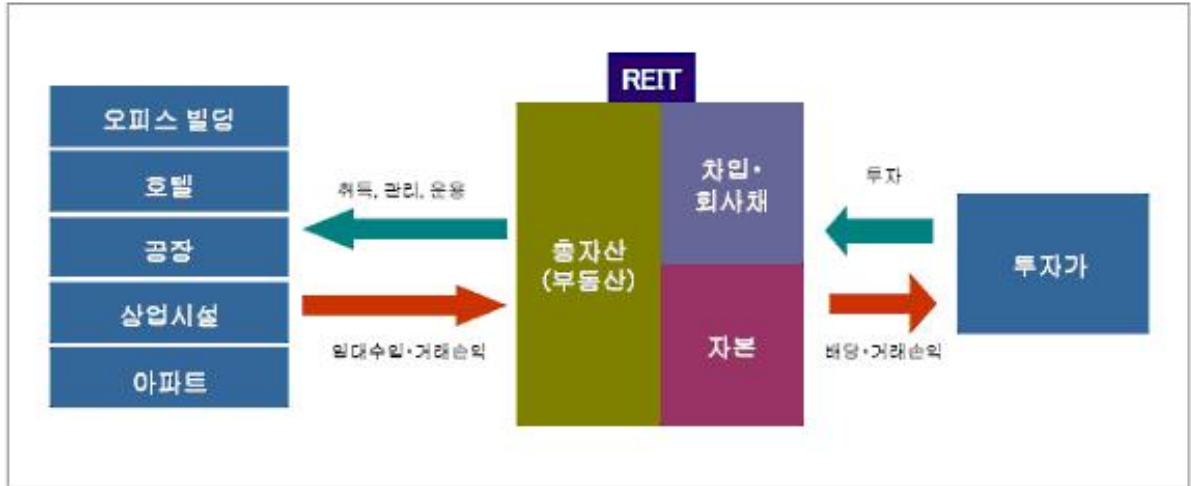 REIT
오피스 빌딩
호텔
공장
상업시설
아파트
취득, 관리, 운용
임대수입·거래손익
총자산
(부동산)
차입·
회사채
자본
투자
배당·거래손익
투자가